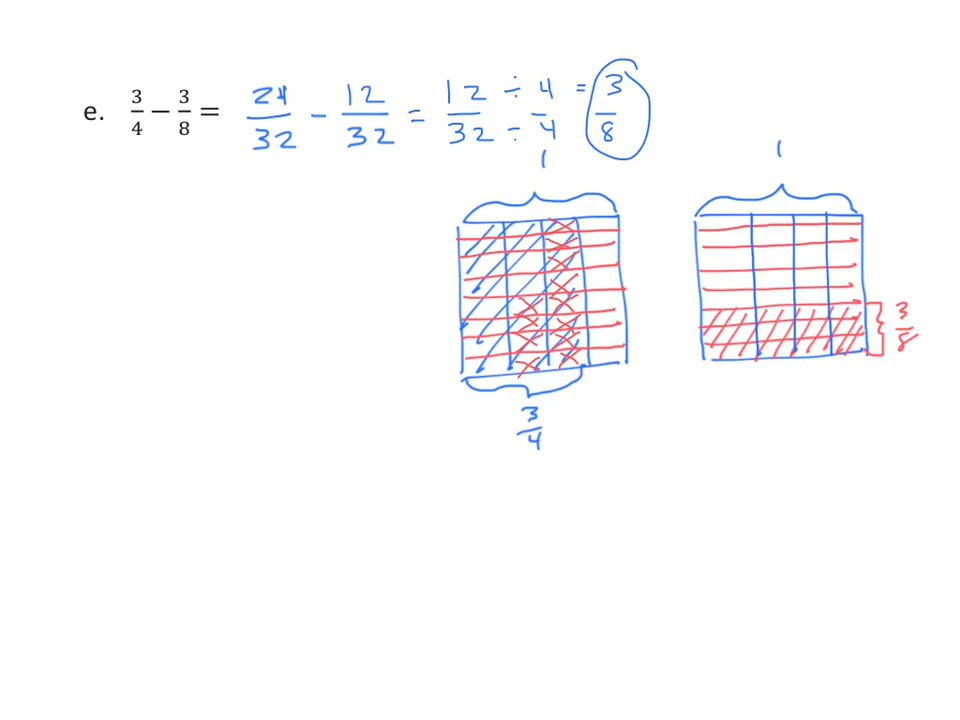 e. 3/4 − 3/8 = 24/32 − 12/32 = 12/32 ÷ 4/4 = 3/8
1
1
3/8
3/4